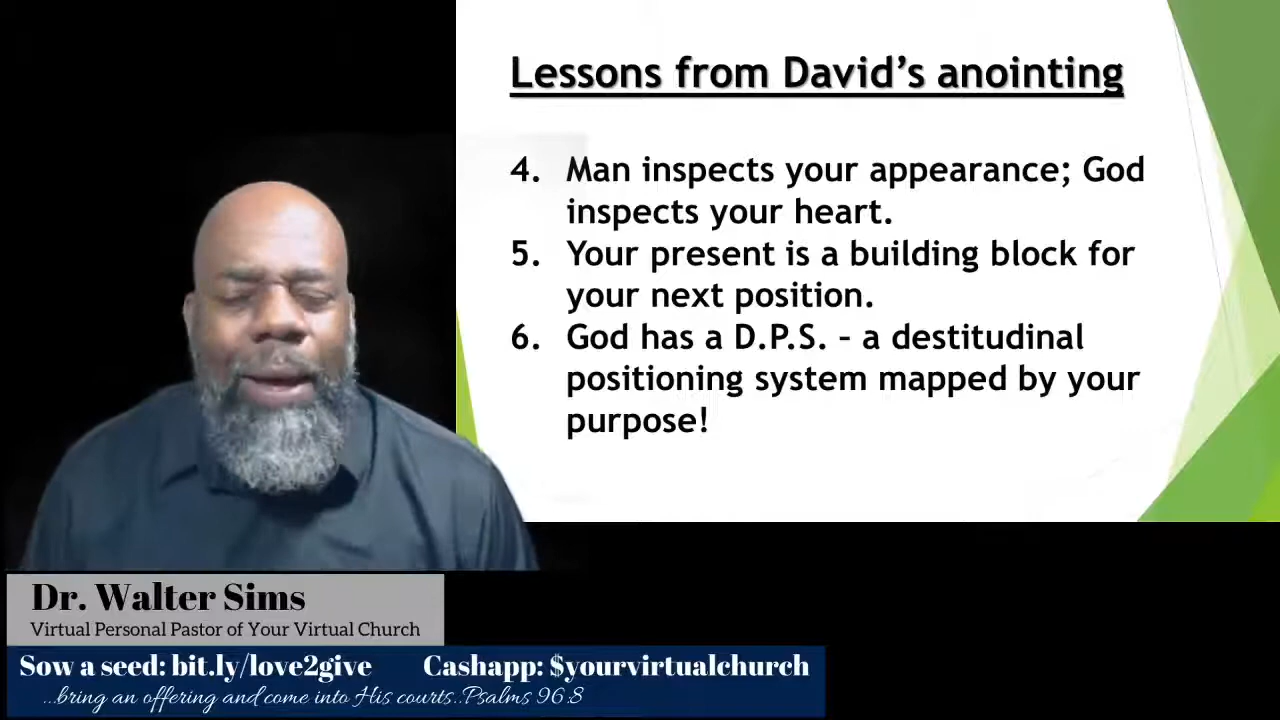 Lessons from David’s anointing
4. Man inspects your appearance; God
inspects your heart.
5. Your present is a building block for
your next position.
6. God has a D.P.S. – a destitudinal
positioning system mapped by your
purpose!
Dr. Walter Sims
Virtual Personal Pastor of Your Virtual Church
Sow a seed: bit.ly/love2give Cashapp: $yourvirtualchurch
...bring an offering and come into His courts..Psalms 96:8